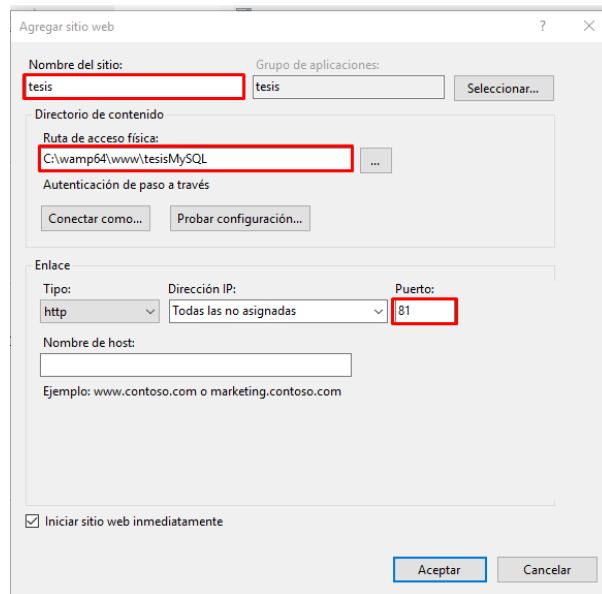 Agregar sitio web ?
Nombre del sitio: Grupo de aplicaciones:
tesis tesis Seleccionar...
Directorio de contenido
Ruta de acceso física:
C:\wamp64\www\tesisMySQL ...
Autenticación de paso a través
Conectar como... Probar configuración...
Enlace
Tipo: Dirección IP: Puerto:
http Todas las no asignadas 81
Nombre de host:
Ejemplo: www.contoso.com o marketing.contoso.com
Iniciar sitio web inmediatamente
Aceptar Cancelar